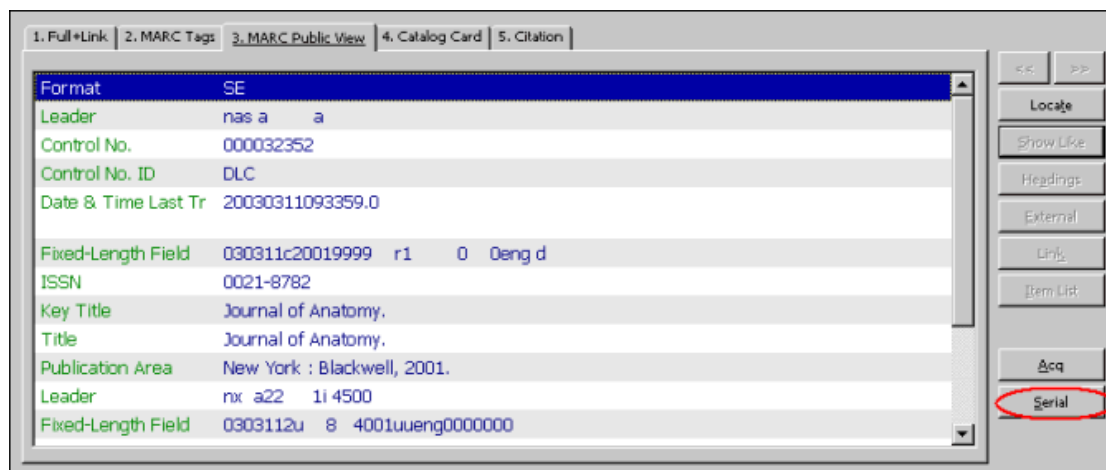 1. Full+Link 2. MARC Tags 3. MARC Public View 4. Catalog Card 5. Citation
Format SE
Leader nas a a
Control No. 000032352
Control No. ID DLC
Date & Time Last Tr 20030311093359.0
Fixed-Length Field 030311c20019999 r1 0 0eng d
ISSN 0021-8782
Key Title Journal of Anatomy.
Title Journal of Anatomy.
Publication Area New York : Blackwell, 2001.
Leader nx a22 1i 4500
Fixed-Length Field 0303112u 8 4001uueng0000000
<< >>
Locate
Show Like
Headings
External
Link
Item List
Acq
Serial